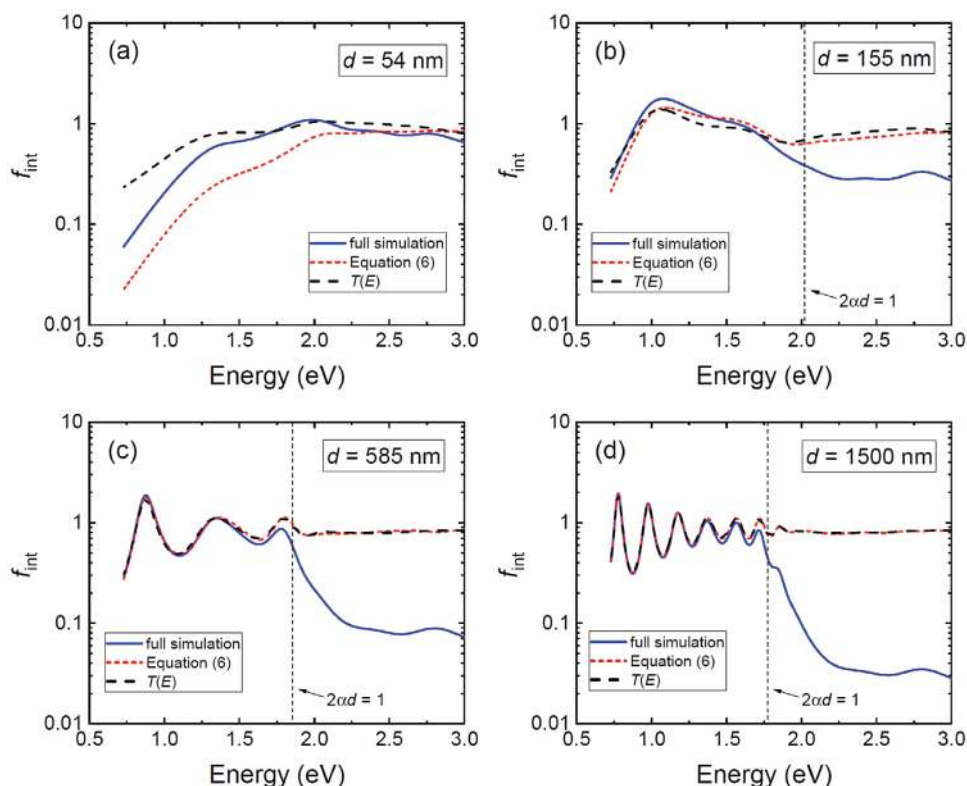 (a)
d = 54 nm
10
1
0.1
0.01
f_int
full simulation
Equation (6)
T(E)
0.5 1.0 1.5 2.0 2.5 3.0
Energy (eV)
(b)
d = 155 nm
10
1
0.1
0.01
f_int
full simulation
Equation (6)
T(E)
2αd = 1
0.5 1.0 1.5 2.0 2.5 3.0
Energy (eV)
(c)
d = 585 nm
10
1
0.1
0.01
f_int
full simulation
Equation (6)
T(E)
2αd = 1
0.5 1.0 1.5 2.0 2.5 3.0
Energy (eV)
(d)
d = 1500 nm
10
1
0.1
0.01
f_int
full simulation
Equation (6)
T(E)
2αd = 1
0.5 1.0 1.5 2.0 2.5 3.0
Energy (eV)